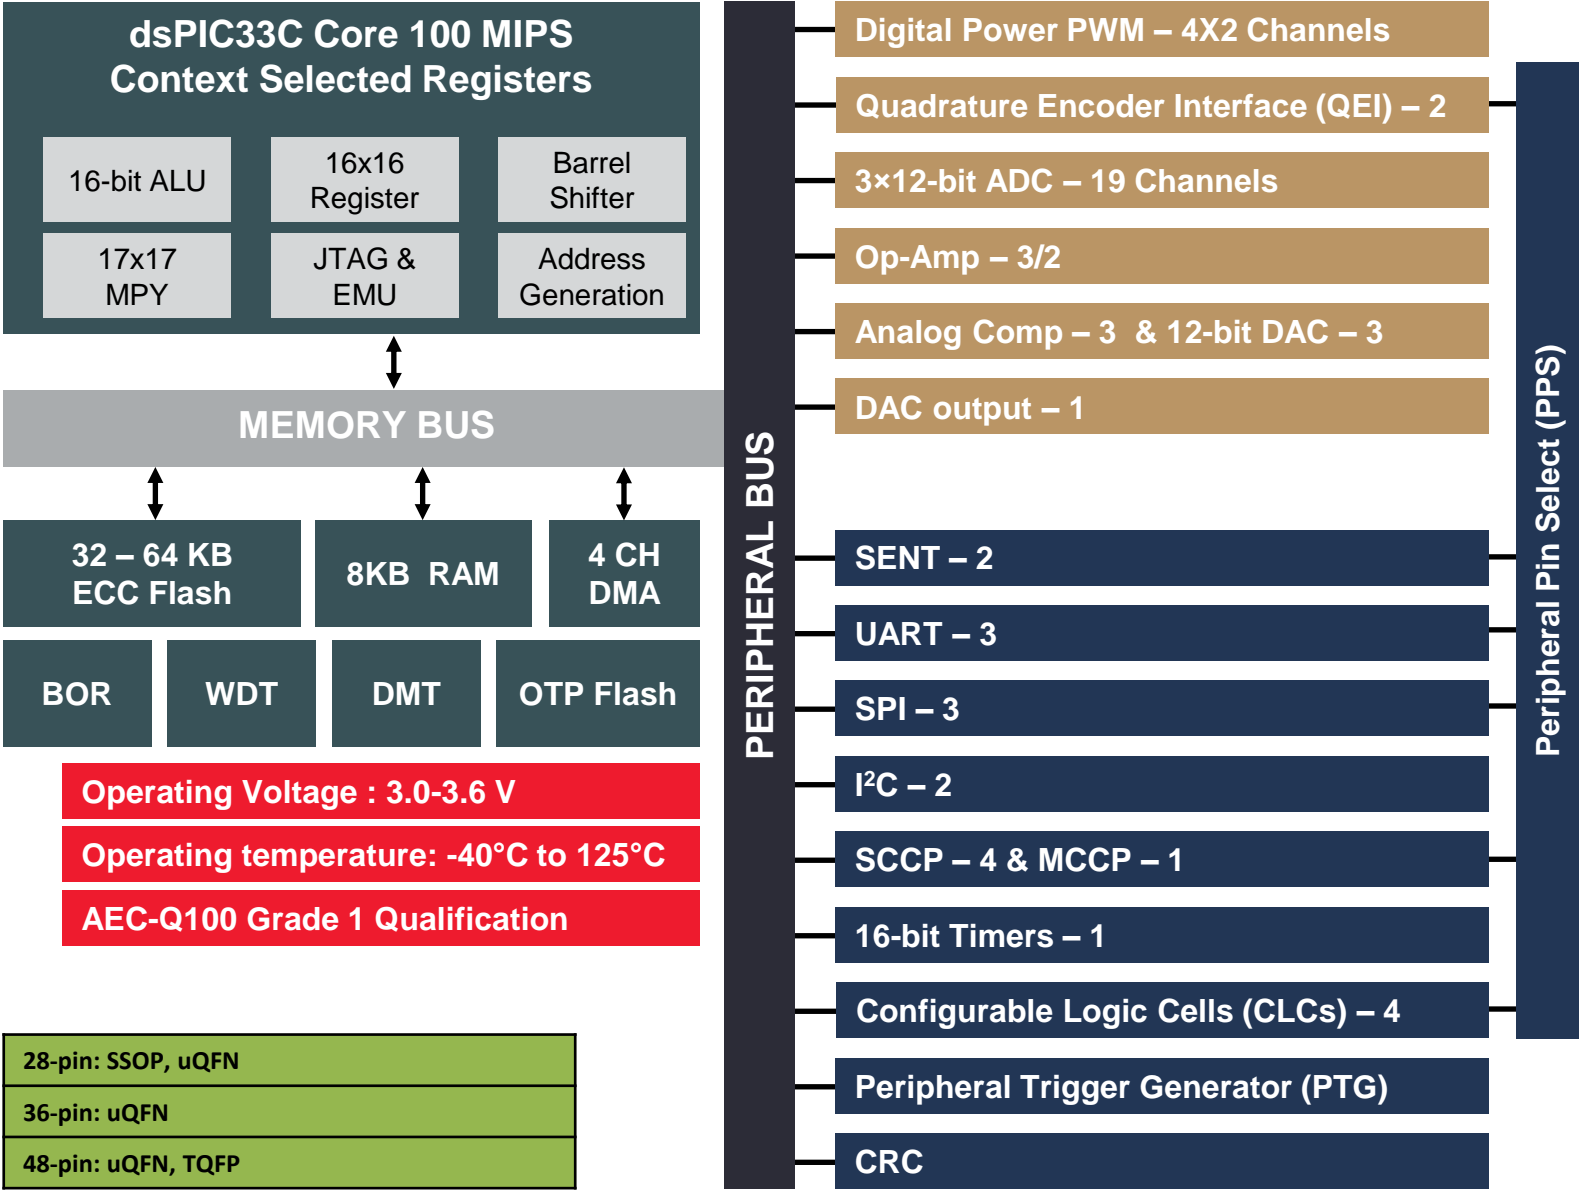 dsPIC33C Core 100 MIPS
Context Selected Registers
16-bit ALU
16x16
Register
Barrel
Shifter
17x17
MPY
JTAG &
EMU
Address
Generation
MEMORY BUS
32 – 64 KB
ECC Flash
8KB  RAM
4 CH
DMA
BOR
WDT
DMT
OTP Flash
Operating Voltage : 3.0-3.6 V
Operating temperature: -40°C to 125°C
AEC-Q100 Grade 1 Qualification
28-pin: SSOP, uQFN
36-pin: uQFN
48-pin: uQFN, TQFP
PERIPHERAL BUS
Digital Power PWM – 4X2 Channels
Quadrature Encoder Interface (QEI) – 2
3×12-bit ADC – 19 Channels
Op-Amp – 3/2
Analog Comp – 3  & 12-bit DAC – 3
DAC output – 1
SENT – 2
UART – 3
SPI – 3
I²C – 2
SCCP – 4 & MCCP – 1
16-bit Timers – 1
Configurable Logic Cells (CLCs) – 4
Peripheral Trigger Generator (PTG)
CRC
Peripheral Pin Select (PPS)